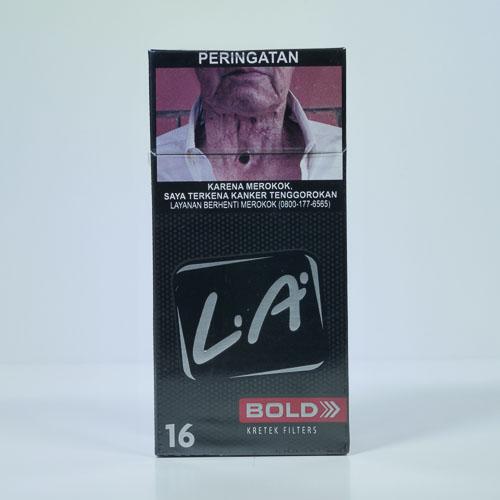 PERINGATAN
KARENA MEROKOK,
SAYA TERKENA KANKER TENGGOROKAN
LAYANAN BERHENTI MEROKOK (0800-177-6565)
L.A.
BOLD
16 KRETEK FILTERS